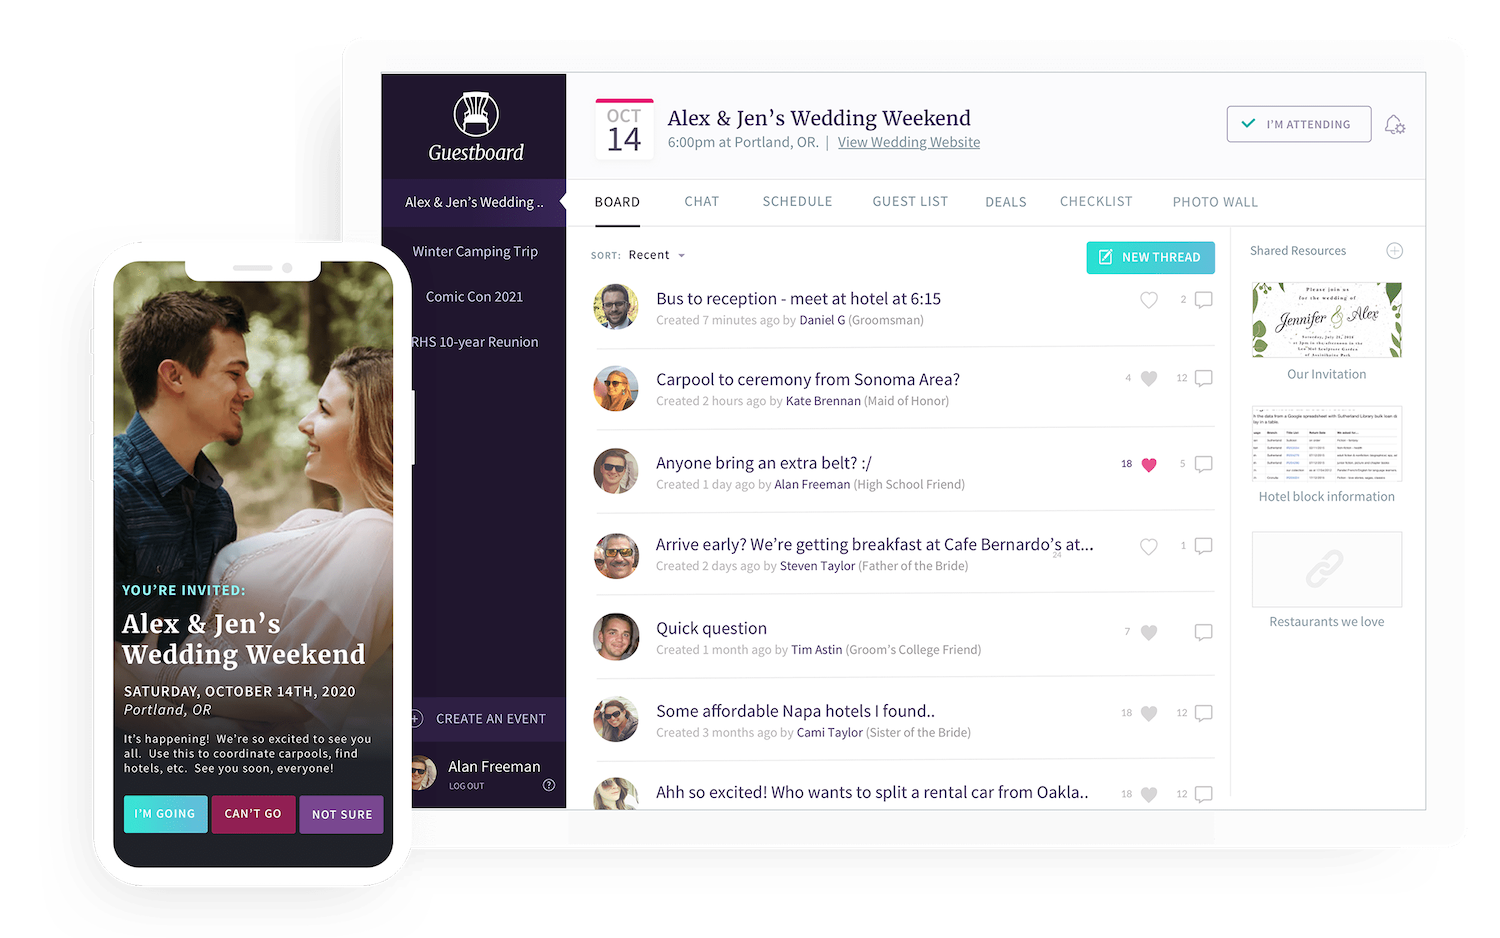 Guestboard
Alex & Jen's Wedding ..
Winter Camping Trip
Comic Con 2021
RHS 10-year Reunion
CREATE AN EVENT
Alan Freeman
LOG OUT
?
OCT
14
Alex & Jen's Wedding Weekend
6:00pm at Portland, OR. | View Wedding Website
I'M ATTENDING
BOARD CHAT SCHEDULE GUEST LIST DEALS CHECKLIST PHOTO WALL
SORT: Recent
NEW THREAD
Bus to reception - meet at hotel at 6:15
2
Created 7 minutes ago by Daniel G (Groomsman)
Carpool to ceremony from Sonoma Area?
4 12
Created 2 hours ago by Kate Brennan (Maid of Honor)
Anyone bring an extra belt? :/
18 5
Created 1 day ago by Alan Freeman (High School Friend)
Arrive early? We're getting breakfast at Cafe Bernardo's at...
24
1
Created 2 days ago by Steven Taylor (Father of the Bride)
Quick question
7
Created 1 month ago by Tim Astin (Groom's College Friend)
Some affordable Napa hotels I found..
18 12
Created 3 months ago by Cami Taylor (Sister of the Bride)
Ahh so excited! Who wants to split a rental car from Oakla..
18 12
Shared Resources
Please join us
for the wedding of
Jennifer & Alex
Our Invitation
Hotel block information
Restaurants we love
YOU'RE INVITED:
Alex & Jen's
Wedding Weekend
SATURDAY, OCTOBER 14TH, 2020
Portland, OR
It's happening! We're so excited to see you
all. Use this to coordinate carpools, find
hotels, etc. See you soon, everyone!
I'M GOING CAN'T GO NOT SURE